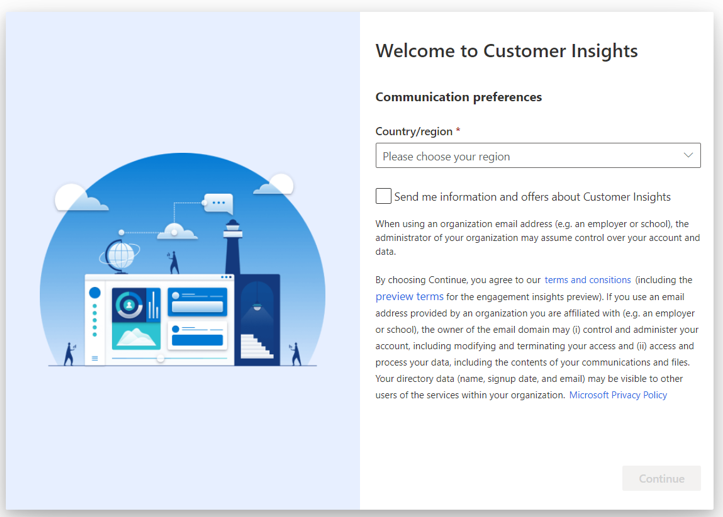 Welcome to Customer Insights
Communication preferences
Country/region *
Please choose your region
Send me information and offers about Customer Insights
When using an organization email address (e.g. an employer or school), the
administrator of your organization may assume control over your account and
data.
By choosing Continue, you agree to our terms and consitions (including the
preview terms for the engagement insights preview). If you use an email
address provided by an organization you are affiliated with (e.g. an employer
or school), the owner of the email domain may (i) control and administer your
account, including modifying and terminating your access and (ii) access and
process your data, including the contents of your communications and files.
Your directory data (name, signup date, and email) may be visible to other
users of the services within your organization. Microsoft Privacy Policy
Continue